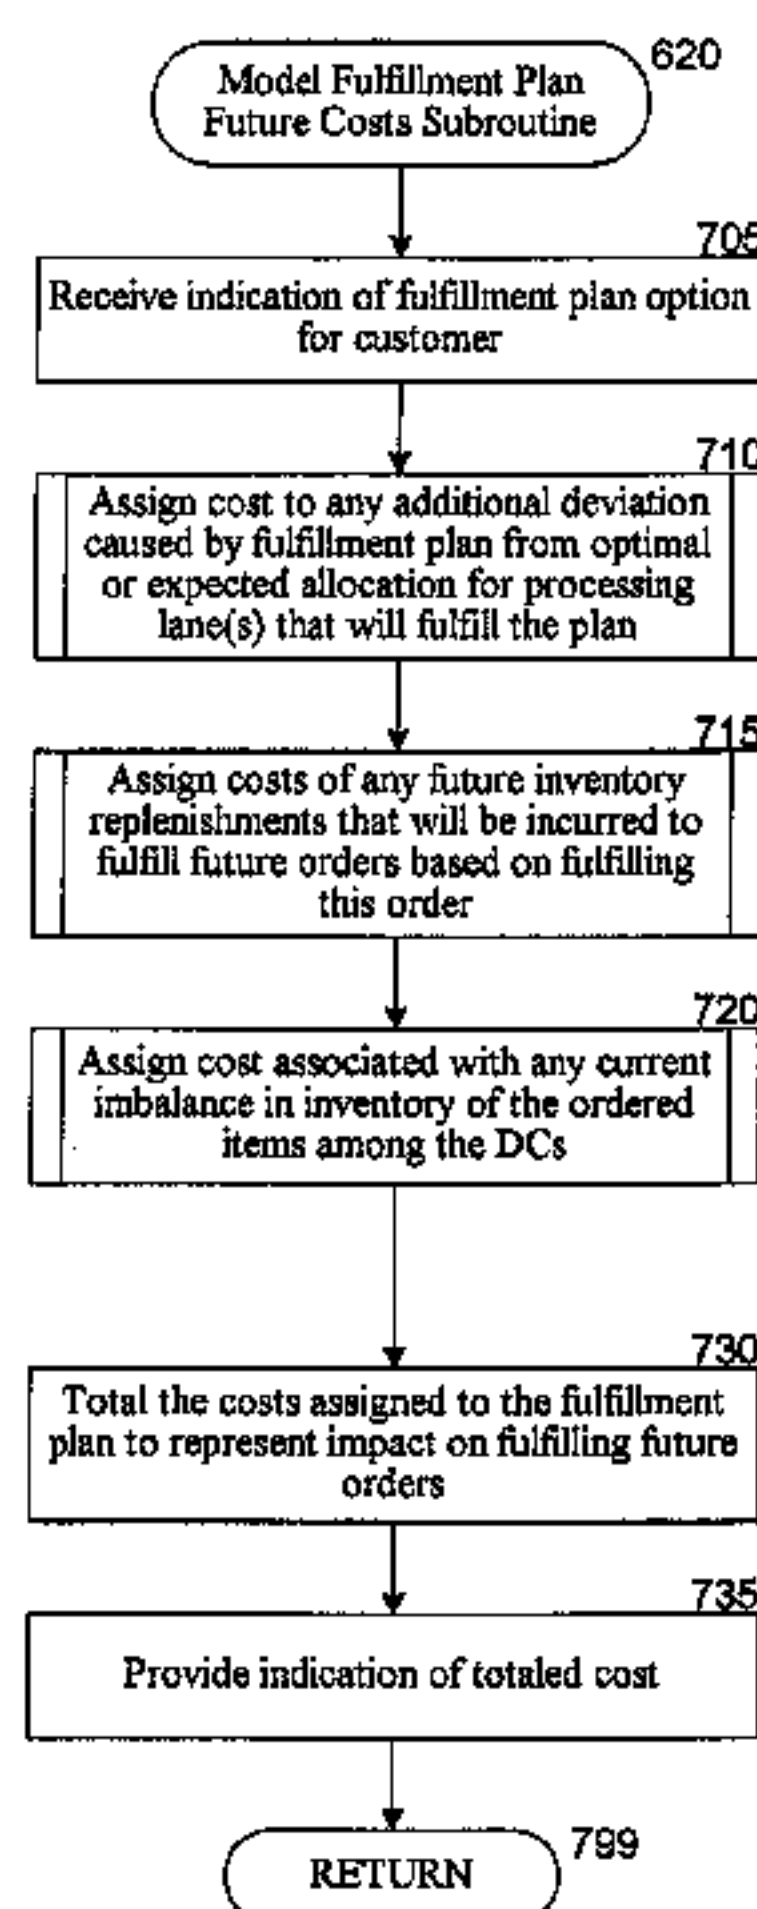 620
Model Fulfillment Plan
Future Costs Subroutine
705
Receive indication of fulfillment plan option
for customer
710
Assign cost to any additional deviation
caused by fulfillment plan from optimal
or expected allocation for processing
lane(s) that will fulfill the plan
715
Assign costs of any future inventory
replenishments that will be incurred to
fulfill future orders based on fulfilling
this order
720
Assign cost associated with any current
imbalance in inventory of the ordered
items among the DCs
730
Total the costs assigned to the fulfillment
plan to represent impact on fulfilling future
orders
735
Provide indication of totaled cost
799
RETURN